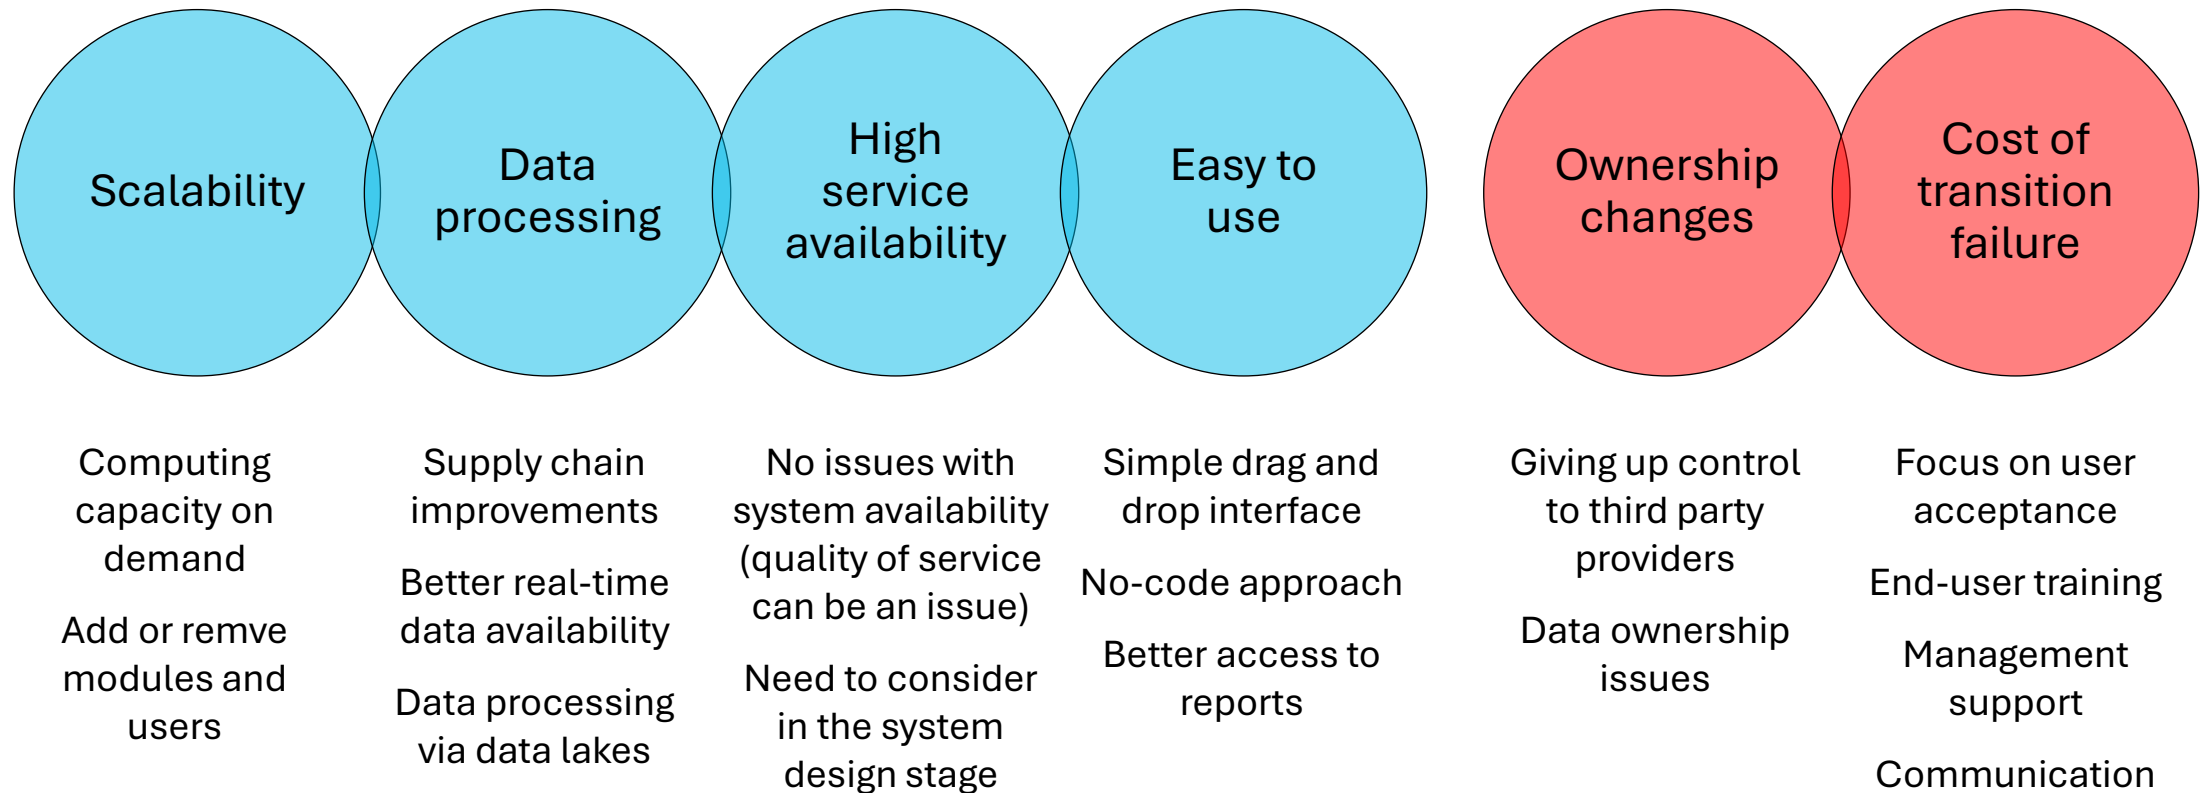 Scalability
Data
processing
High
service
availability
Easy to
use
Ownership
changes
Cost of
transition
failure
Computing
capacity on
demand
Add or remve
modules and
users
Supply chain
improvements
Better real-time
data availability
Data processing
via data lakes
No issues with
system availability
(quality of service
can be an issue)
Need to consider
in the system
design stage
Simple drag and
drop interface
No-code approach
Better access to
reports
Giving up control
to third party
providers
Data ownership
issues
Focus on user
acceptance
End-user training
Management
support
Communication